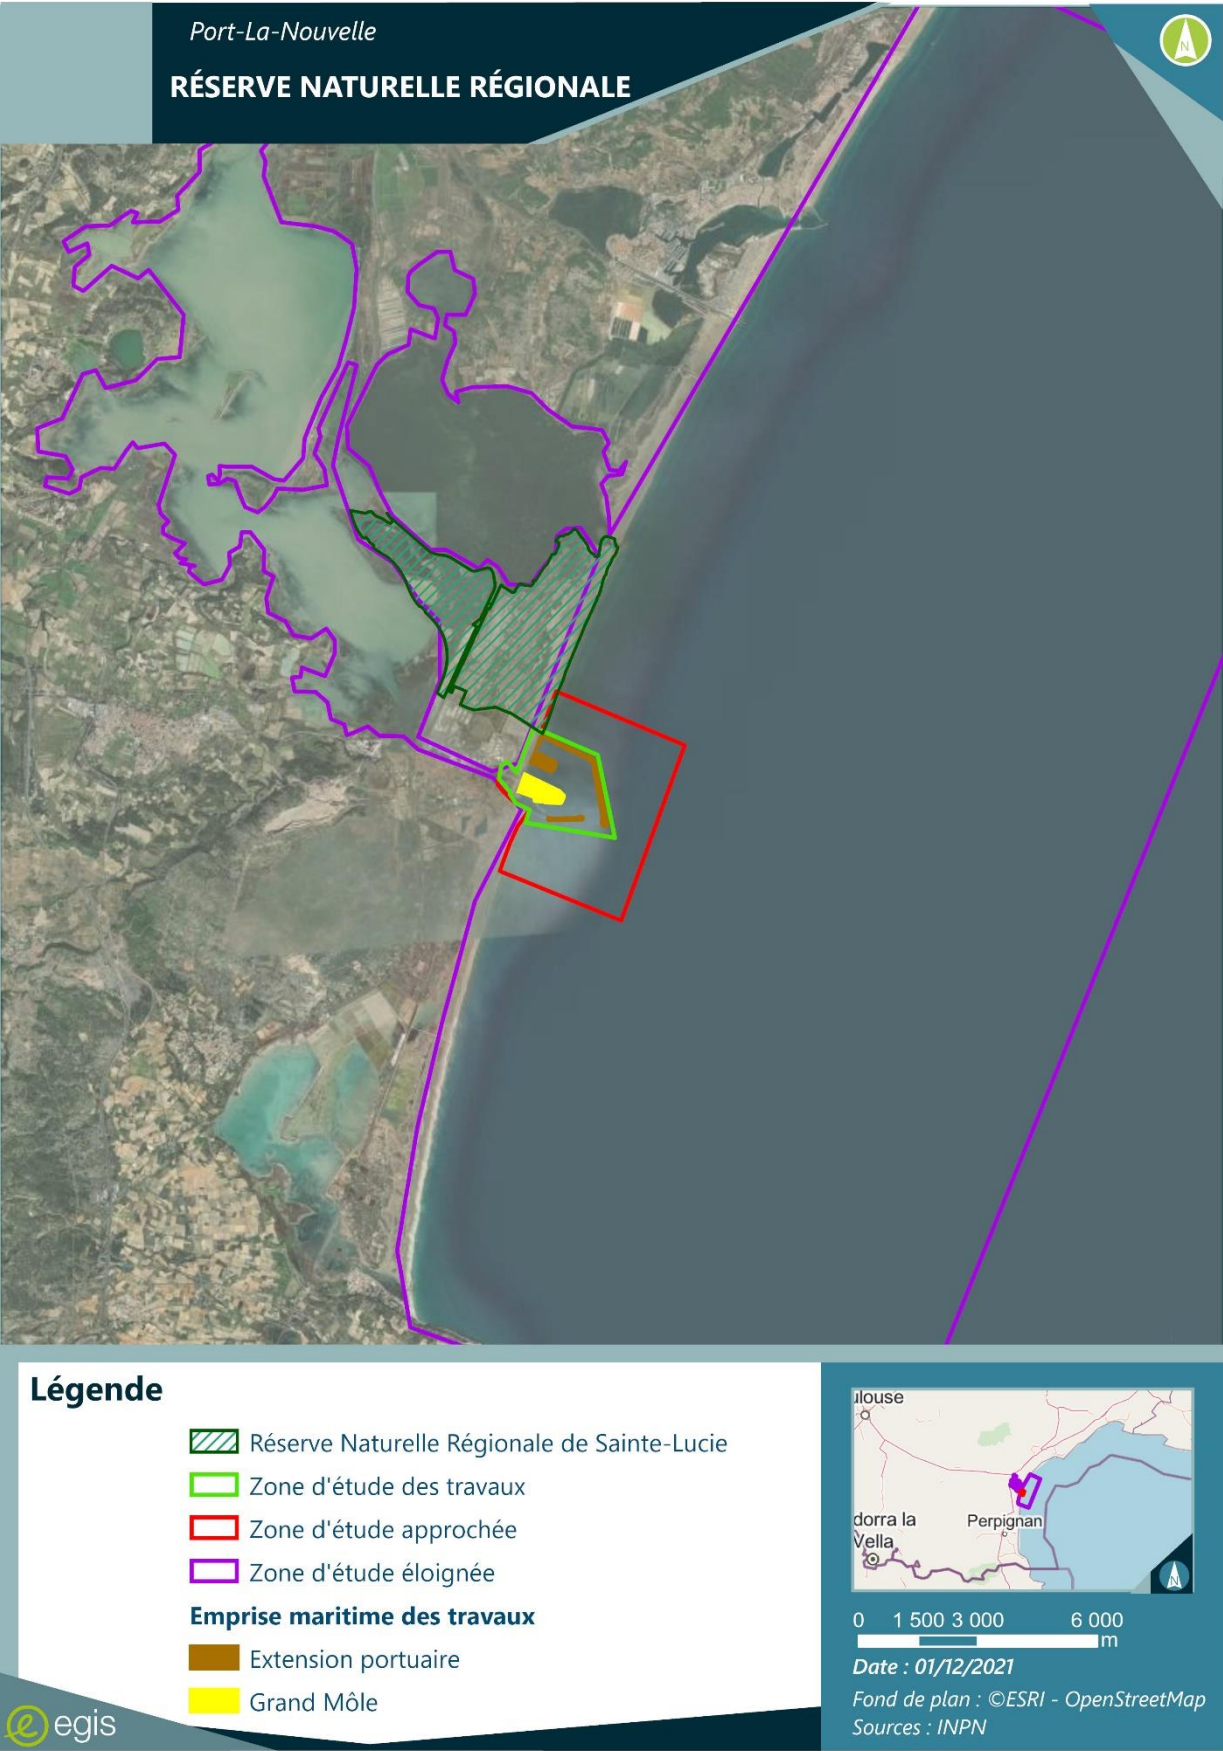 Port-La-Nouvelle
RÉSERVE NATURELLE RÉGIONALE
N
Légende
Réserve Naturelle Régionale de Sainte-Lucie
Zone d'étude des travaux
Zone d'étude approchée
Zone d'étude éloignée
Emprise maritime des travaux
Extension portuaire
Grand Môle
egis
ulouse
dorra la
Vella
Perpignan
N
0 1 500 3 000 6 000
m
Date : 01/12/2021
Fond de plan : ©ESRI - OpenStreetMap
Sources : INPN